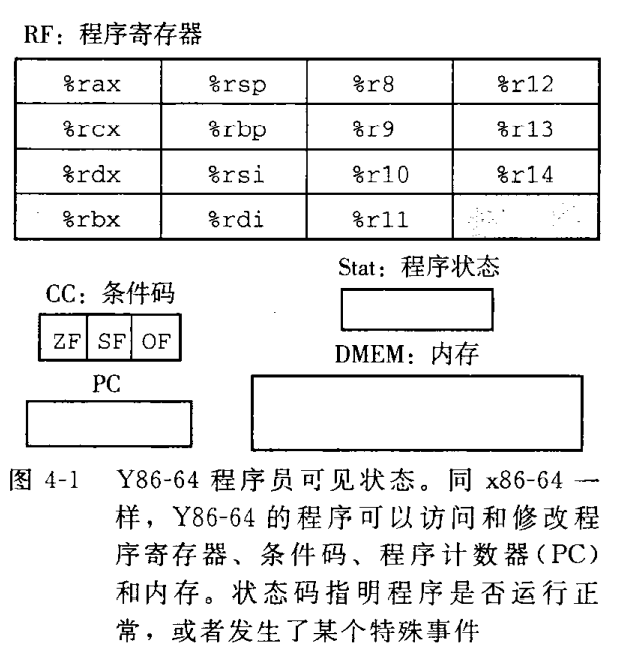 RF：程序寄存器
%rax %rsp %r8 %r12
%rcx %rbp %r9 %r13
%rdx %rsi %r10 %r14
%rbx %rdi %r11
Stat：程序状态
CC：条件码
ZF SF OF
DMEM：内存
PC
图 4-1 Y86-64 程序员可见状态。同 x86-64 一
样，Y86-64 的程序可以访问和修改程
序寄存器、条件码、程序计数器(PC)
和内存。状态码指明程序是否运行正
常，或者发生了某个特殊事件